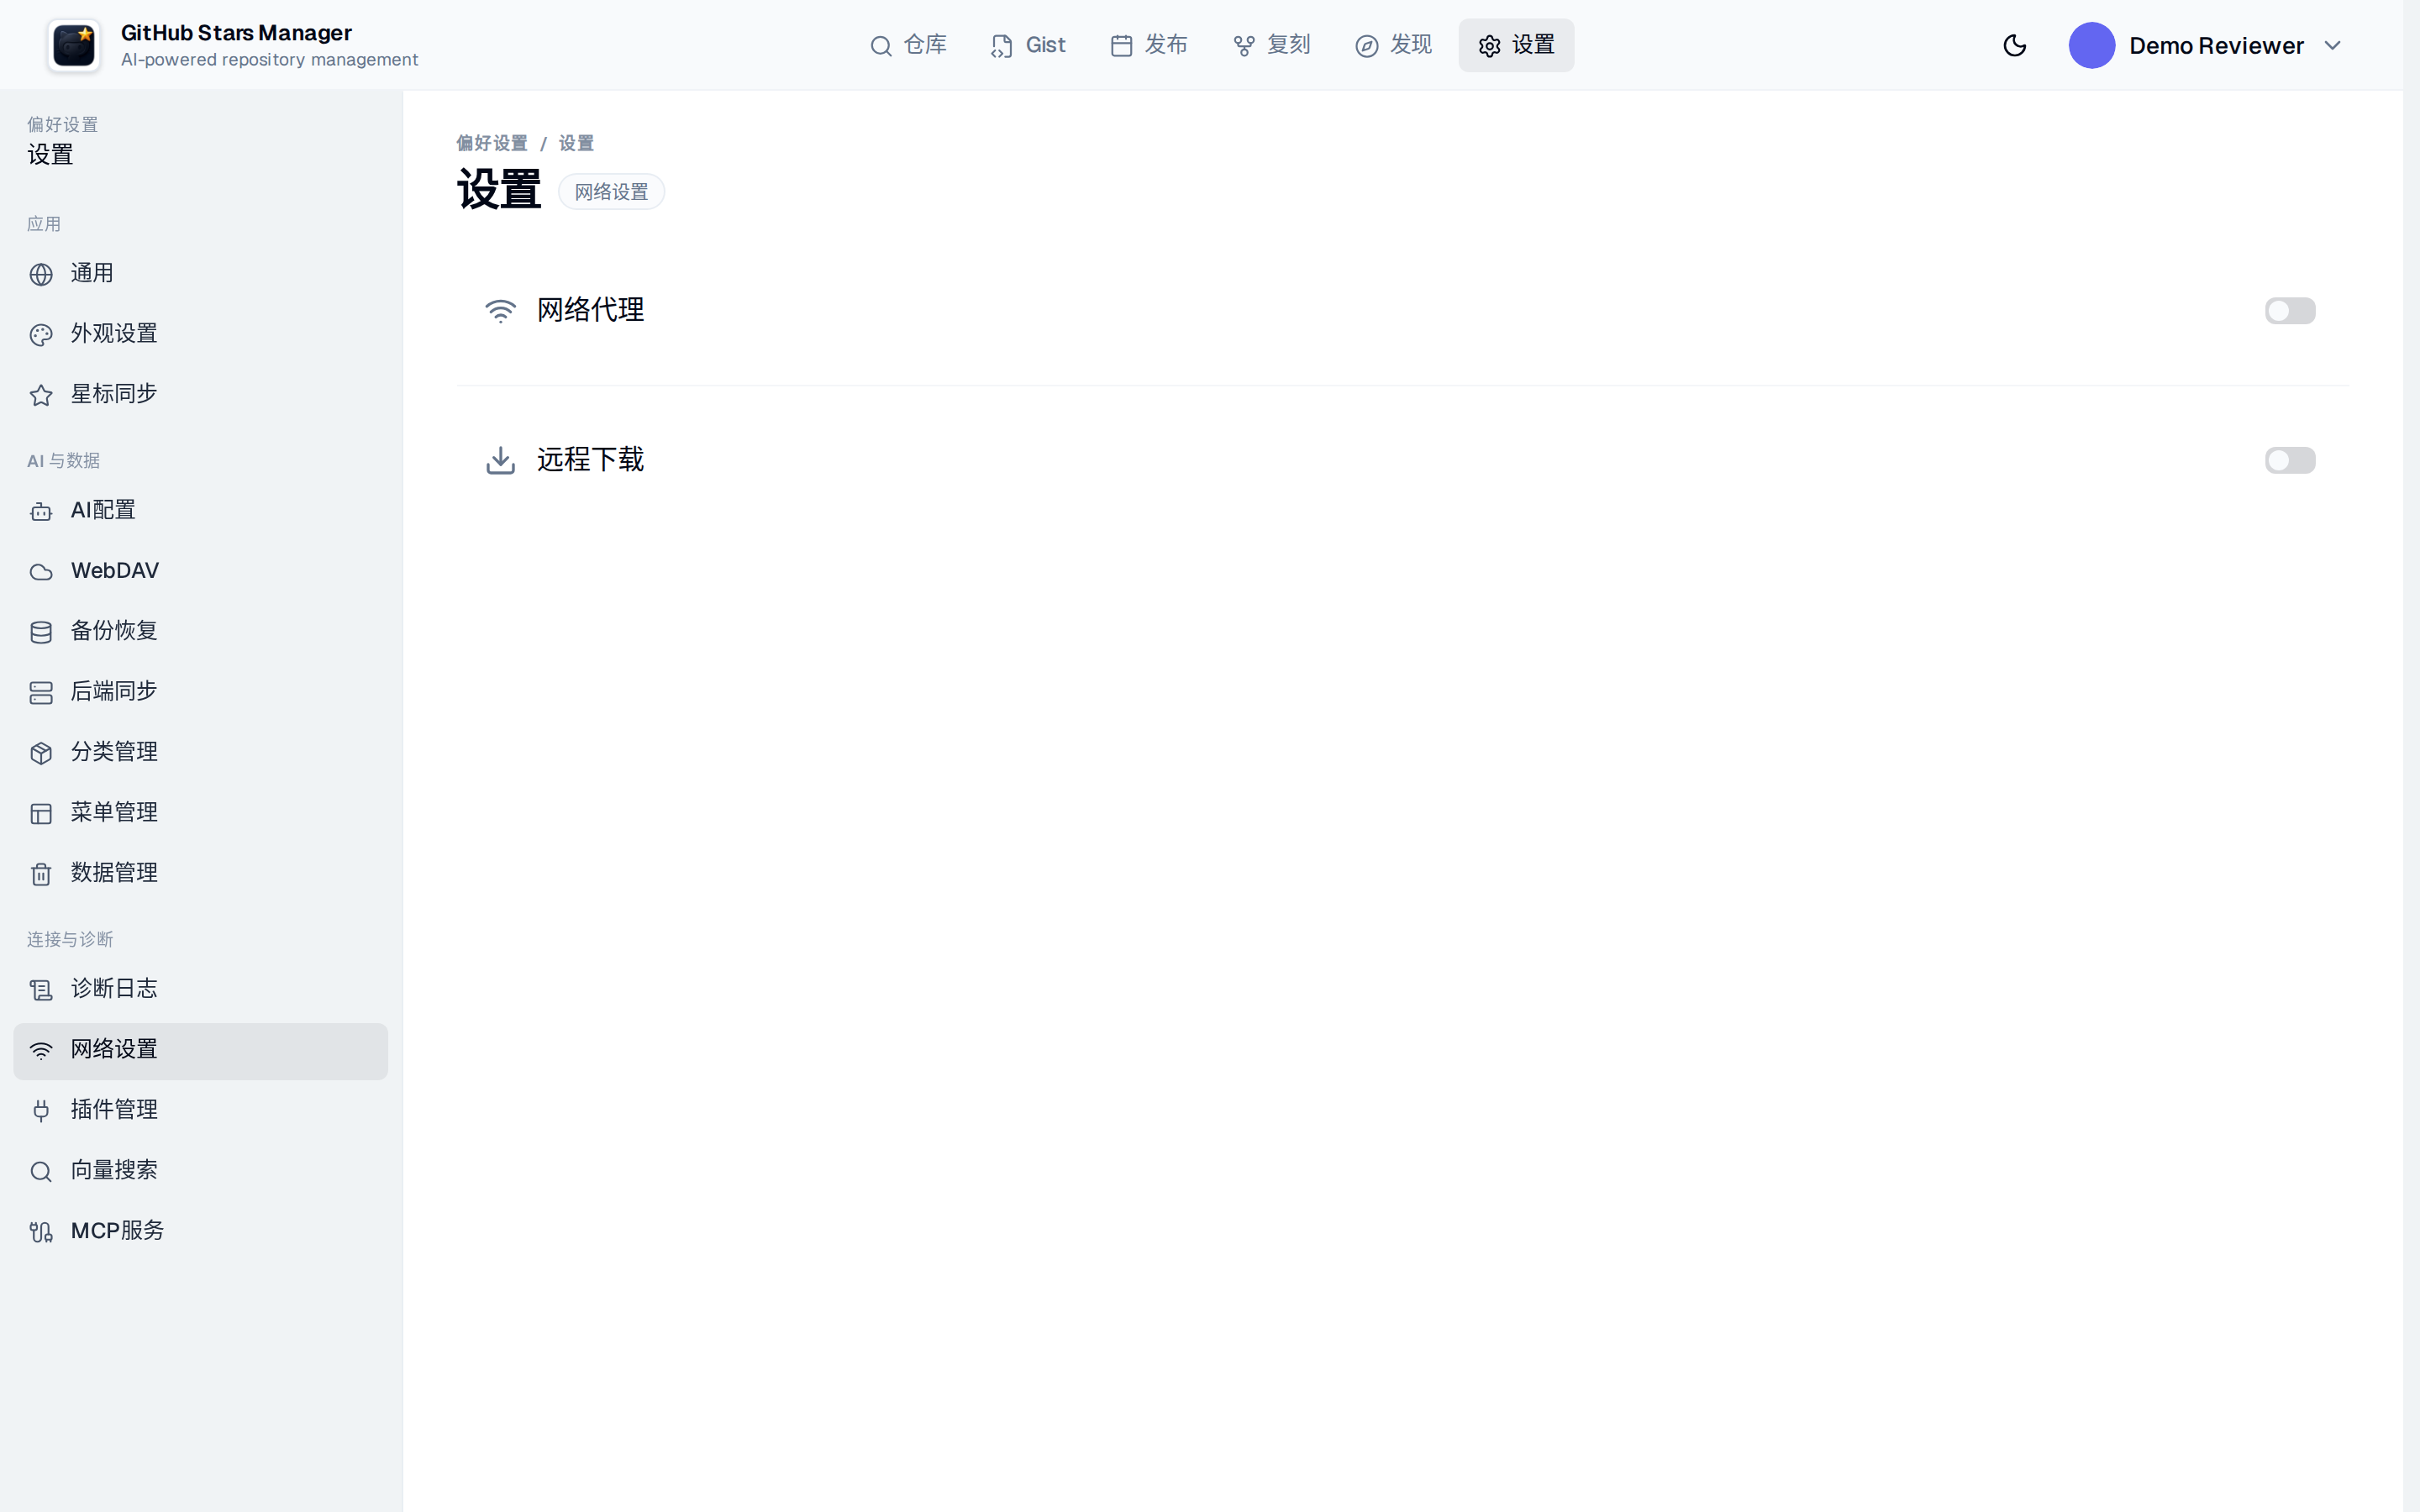 GitHub Stars Manager
AI-powered repository management
仓库
Gist
发布
复刻
发现
设置
Demo Reviewer
偏好设置
设置
应用
通用
外观设置
星标同步
AI 与数据
AI配置
WebDAV
备份恢复
后端同步
分类管理
菜单管理
数据管理
连接与诊断
诊断日志
网络设置
插件管理
向量搜索
MCP服务
偏好设置 / 设置
设置
网络设置
网络代理
远程下载